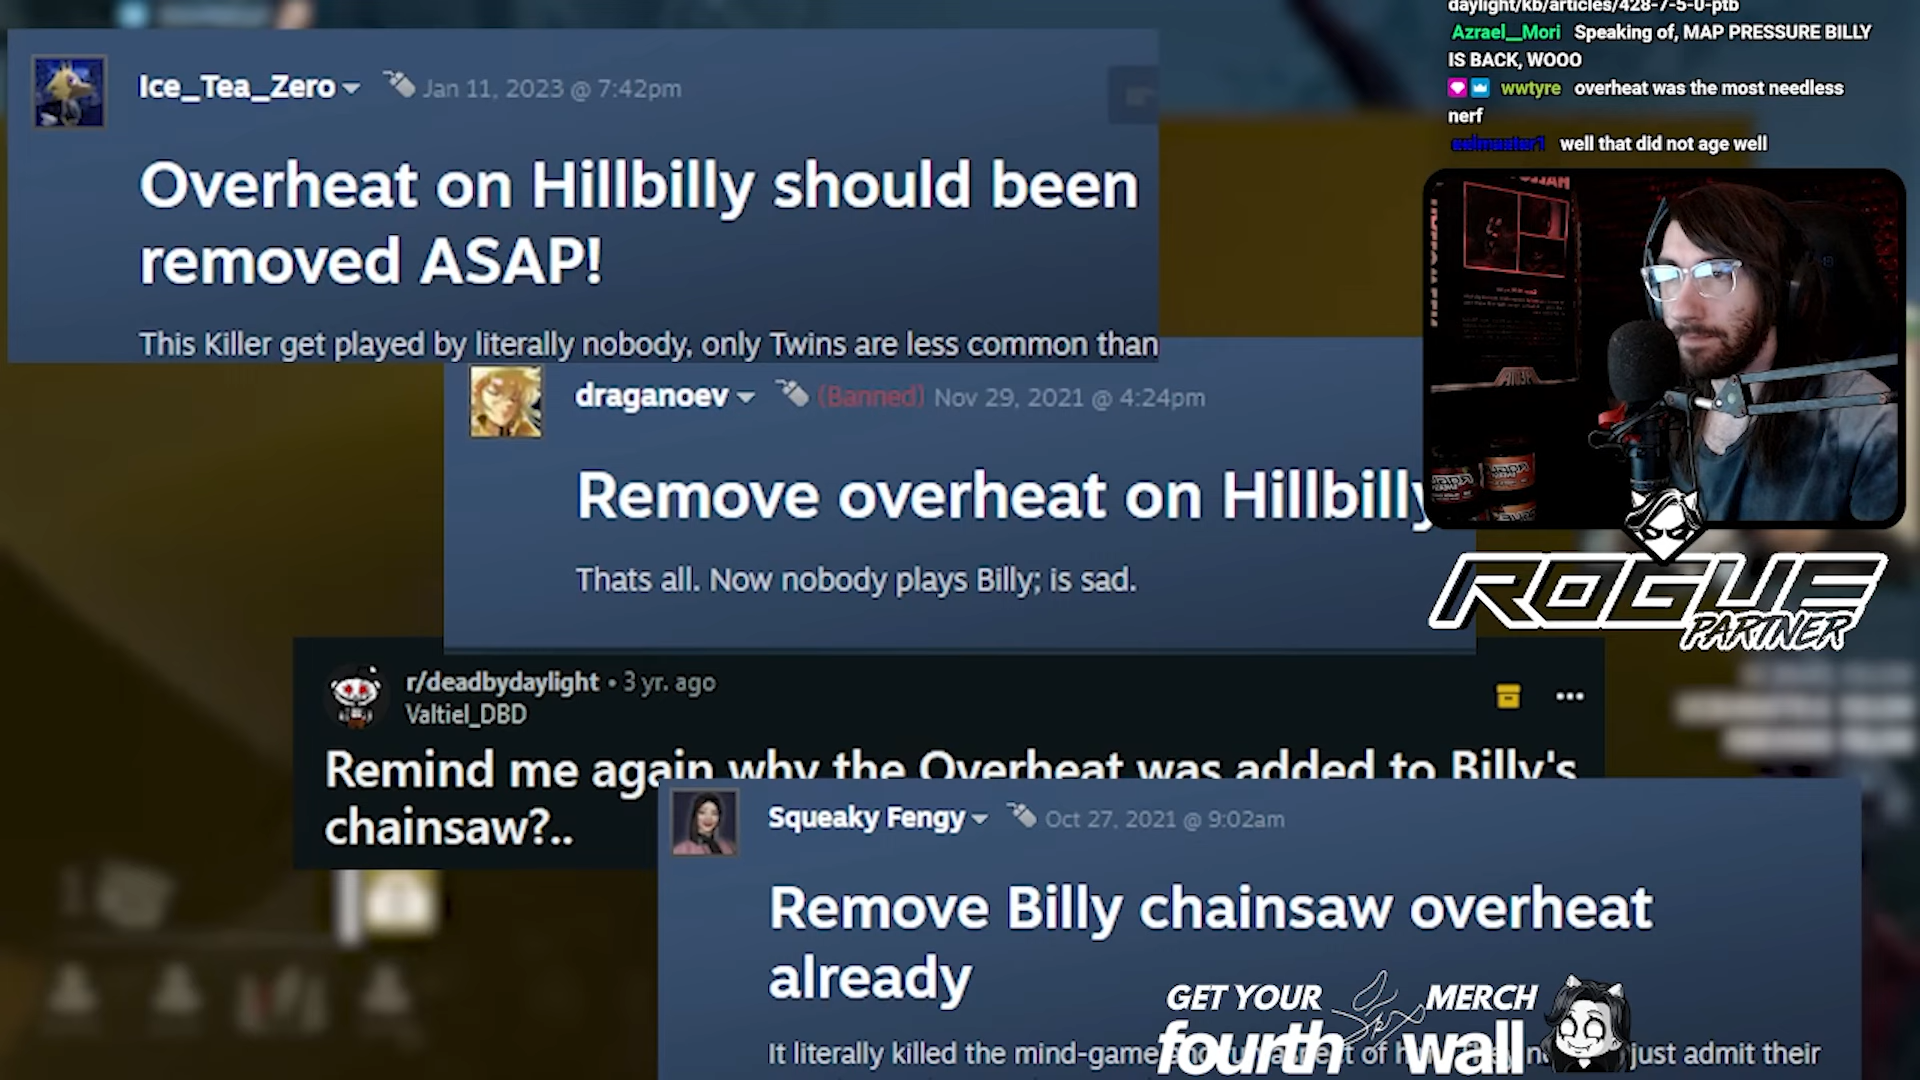 daylight/kb/articles/428-7-5-0-ptb
Azrael__Mori Speaking of, MAP PRESSURE BILLY
IS BACK, WOOO
wwtyre overheat was the most needless
nerf
well that did not age well
Ice_Tea_Zero Jan 11, 2023 @ 7:42pm
Overheat on Hillbilly should been
removed ASAP!
This Killer get played by literally nobody, only Twins are less common than
draganoev (Banned) Nov 29, 2021 @ 4:24pm
Remove overheat on Hillbilly
Thats all. Now nobody plays Billy; is sad.
ROGUE
PARTNER
r/deadbydaylight • 3 yr. ago
Valtiel_DBD
Remind me again why the Overheat was added to Billy's
chainsaw?..
Squeaky Fengy Oct 27, 2021 @ 9:02am
Remove Billy chainsaw overheat
already
GET YOUR MERCH
fourth wall
It literally killed the mind-game of just admit their